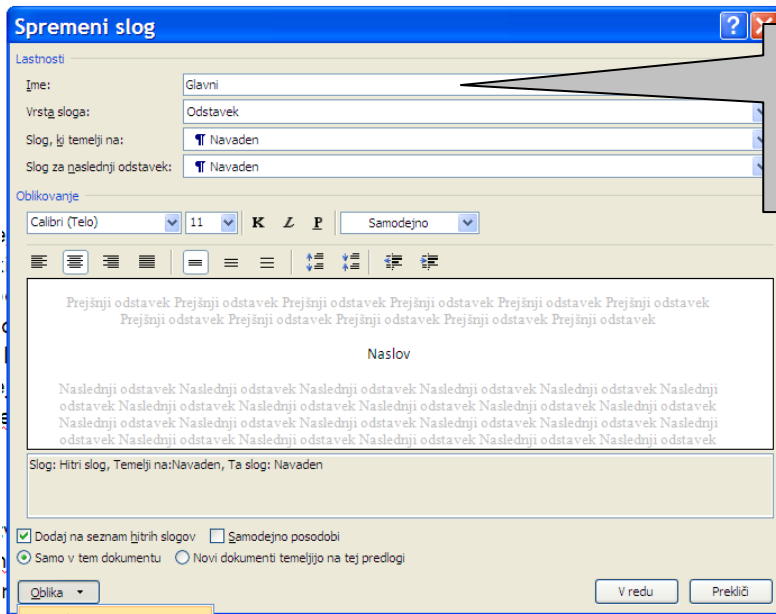 Spremeni slog
Lastnosti
Ime: Glavni
Vrsta sloga: Odstavek
Slog, ki temelji na: ¶ Navaden
Slog za naslednji odstavek: ¶ Navaden
Oblikovanje
Calibri (Telo) 11 K L P Samodejno
Prejšnji odstavek Prejšnji odstavek Prejšnji odstavek Prejšnji odstavek Prejšnji odstavek Prejšnji odstavek
Prejšnji odstavek Prejšnji odstavek Prejšnji odstavek Prejšnji odstavek Prejšnji odstavek
Naslov
Naslednji odstavek Naslednji odstavek Naslednji odstavek Naslednji odstavek Naslednji odstavek Naslednji
odstavek Naslednji odstavek Naslednji odstavek Naslednji odstavek Naslednji odstavek Naslednji odstavek
Naslednji odstavek Naslednji odstavek Naslednji odstavek Naslednji odstavek Naslednji odstavek
odstavek Naslednji odstavek Naslednji odstavek Naslednji odstavek Naslednji odstavek Naslednji odstavek
Slog: Hitri slog, Temelji na:Navaden, Ta slog: Navaden
Dodaj na seznam hitrih slogov Samodejno posodobi
Samo v tem dokumentu Novi dokumenti temeljijo na tej predlogi
Oblika V redu Prekliči